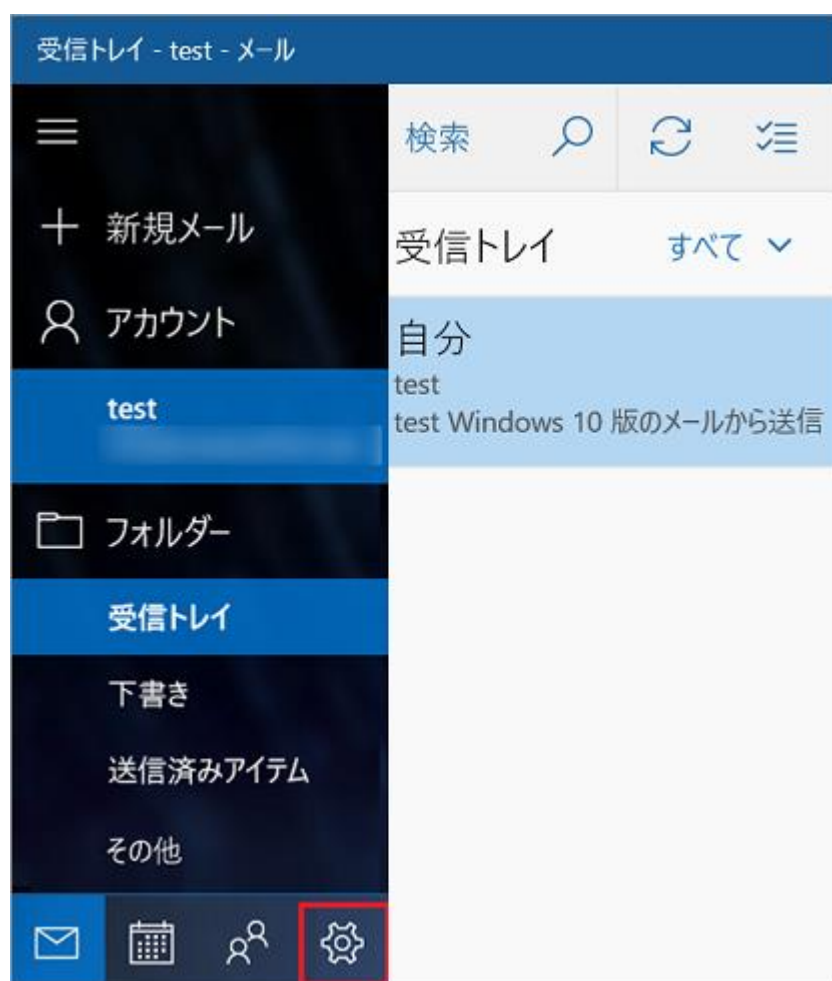 受信トレイ - test - メール
検索
新規メール
受信トレイ すべて
アカウント
自分
test
test
test Windows 10 版のメールから送信
フォルダー
受信トレイ
下書き
送信済みアイテム
その他